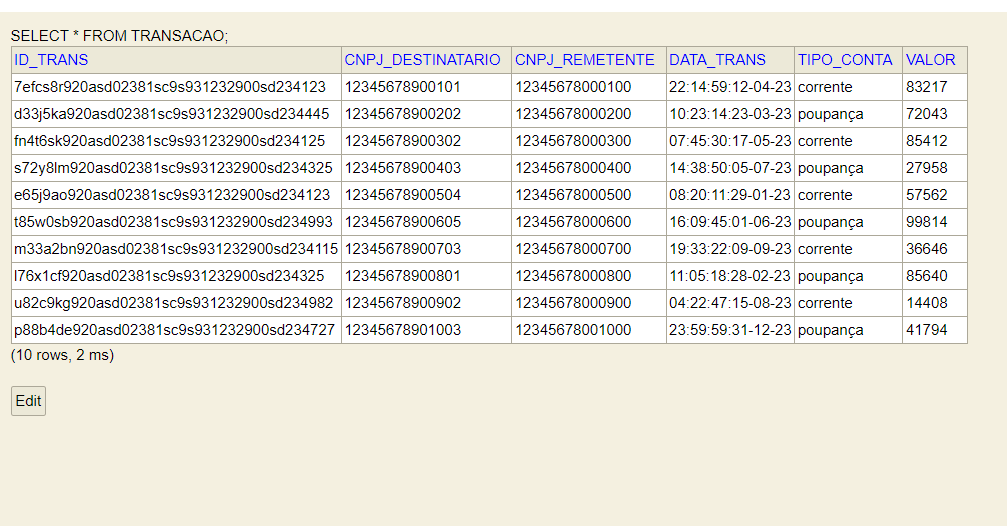 SELECT * FROM TRANSACAO;
ID_TRANS CNPJ_DESTINATARIO CNPJ_REMETENTE DATA_TRANS TIPO_CONTA VALOR
7efcs8r920asd02381sc9s931232900sd234123 12345678900101 12345678000100 22:14:59:12-04-23 corrente 83217
d33j5ka920asd02381sc9s931232900sd234445 12345678900202 12345678000200 10:23:14:23-03-23 poupança 72043
fn4t6sk920asd02381sc9s931232900sd234125 12345678900302 12345678000300 07:45:30:17-05-23 corrente 85412
s72y8lm920asd02381sc9s931232900sd234325 12345678900403 12345678000400 14:38:50:05-07-23 poupança 27958
e65j9ao920asd02381sc9s931232900sd234123 12345678900504 12345678000500 08:20:11:29-01-23 corrente 57562
t85w0sb920asd02381sc9s931232900sd234993 12345678900605 12345678000600 16:09:45:01-06-23 poupança 99814
m33a2bn920asd02381sc9s931232900sd234115 12345678900703 12345678000700 19:33:22:09-09-23 corrente 36646
l76x1cf920asd02381sc9s931232900sd234325 12345678900801 12345678000800 11:05:18:28-02-23 poupança 85640
u82c9kg920asd02381sc9s931232900sd234982 12345678900902 12345678000900 04:22:47:15-08-23 corrente 14408
p88b4de920asd02381sc9s931232900sd234727 12345678901003 12345678001000 23:59:59:31-12-23 poupança 41794
(10 rows, 2 ms)
Edit